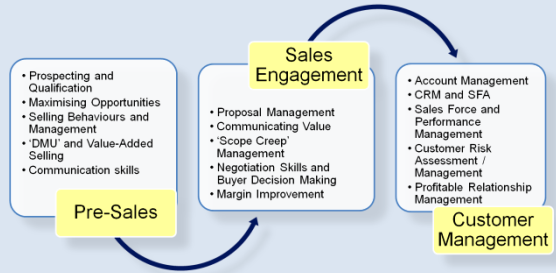 • Prospecting and
Qualification
• Maximising Opportunities
• Selling Behaviours and
Management
• 'DMU' and Value-Added
Selling
• Communication skills
Pre-Sales
Sales
Engagement
• Proposal Management
• Communicating Value
• 'Scope Creep'
Management
• Negotiation Skills and
Buyer Decision Making
• Margin Improvement
• Account Management
• CRM and SFA
• Sales Force and
Performance
Management
• Customer Risk
Assessment /
Management
• Profitable Relationship
Management
Customer
Management